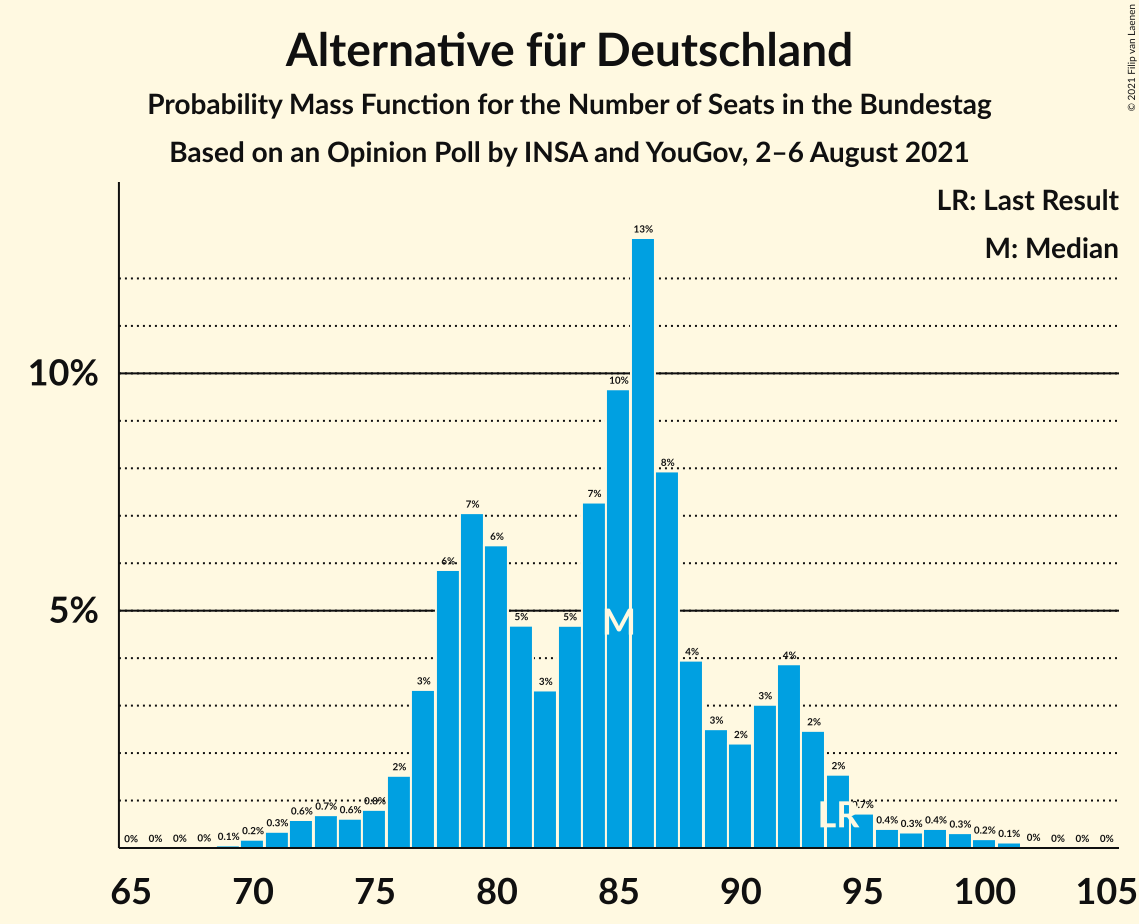 © 2021 Filip van Laenen
Alternative für Deutschland
Probability Mass Function for the Number of Seats in the Bundestag
Based on an Opinion Poll by INSA and YouGov, 2–6 August 2021
LR: Last Result
M: Median
10%
5%
0% 0% 0% 0% 0.1% 0.2% 0.3% 0.6% 0.7% 0.6% 0.8% 2% 3% 6% 7% 6% 5% 3% 5% 7% 10% 13% 8% 4% 3% 2% 3% 4% 2% 2% 0.7% 0.4% 0.3% 0.4% 0.3% 0.2% 0.1% 0% 0% 0% 0%
M
LR
65 70 75 80 85 90 95 100 105